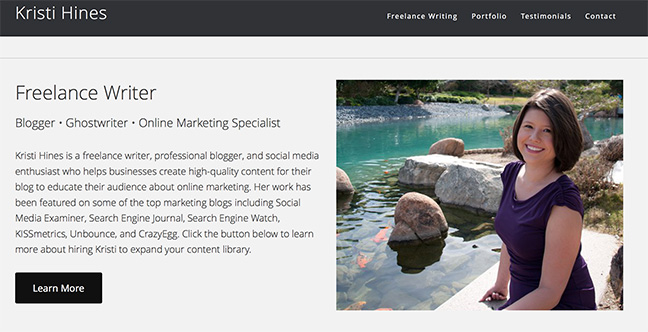 Kristi Hines
Freelance Writing Portfolio Testimonials Contact
Freelance Writer
Blogger • Ghostwriter • Online Marketing Specialist
Kristi Hines is a freelance writer, professional blogger, and social media
enthusiast who helps businesses create high-quality content for their
blog to educate their audience about online marketing. Her work has
been featured on some of the top marketing blogs including Social
Media Examiner, Search Engine Journal, Search Engine Watch,
KISSmetrics, Unbounce, and CrazyEgg. Click the button below to learn
more about hiring Kristi to expand your content library.
Learn More